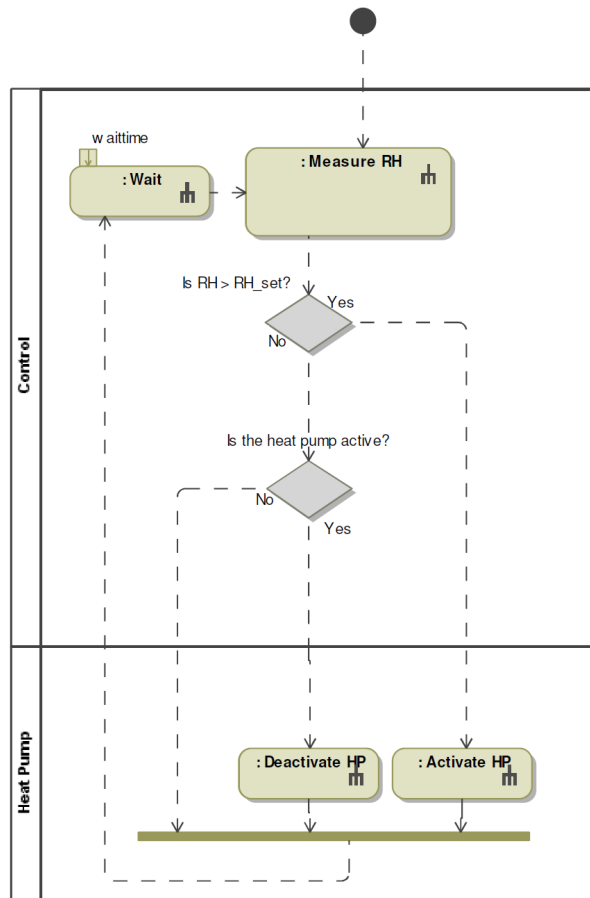 w aittime
: Wait
: Measure RH
Is RH > RH_set?
Yes
No
Control
Is the heat pump active?
No
Yes
Heat Pump
: Deactivate HP
: Activate HP